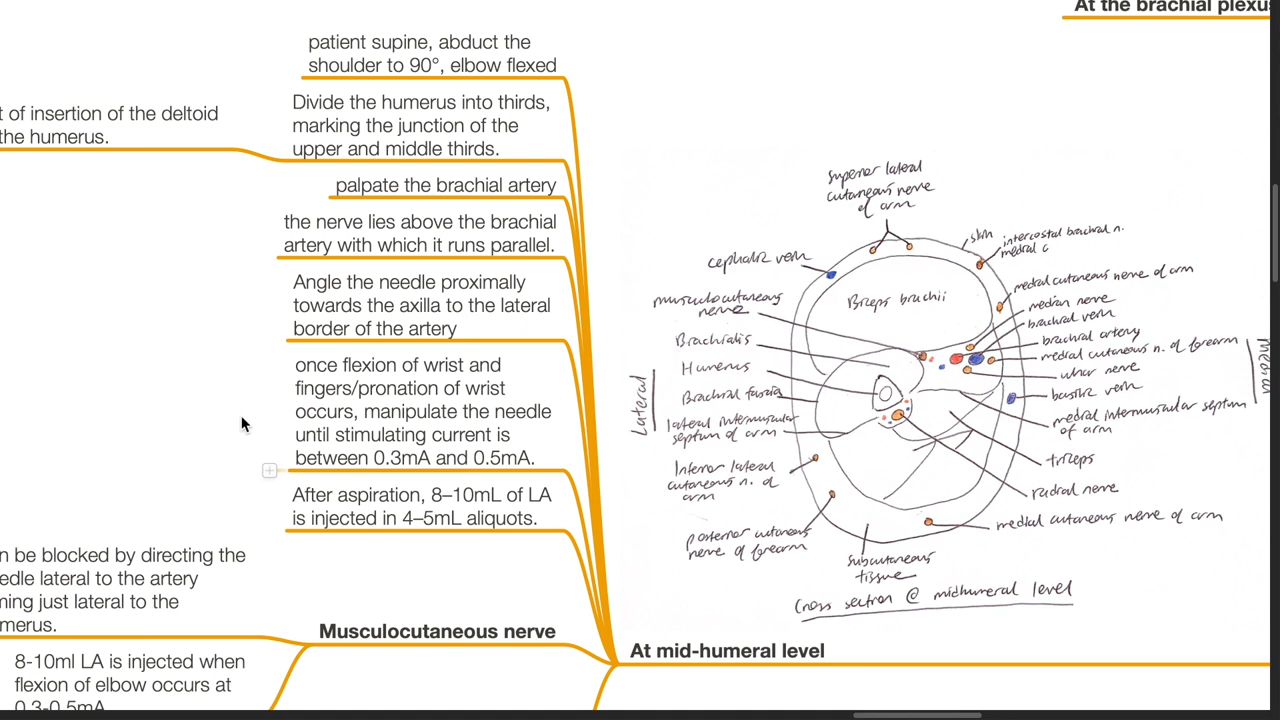 At the brachial plexus
patient supine, abduct the
shoulder to 90°, elbow flexed
Divide the humerus into thirds,
marking the junction of the
upper and middle thirds.
t of insertion of the deltoid
the humerus.
palpate the brachial artery
the nerve lies above the brachial
artery with which it runs parallel.
Angle the needle proximally
towards the axilla to the lateral
border of the artery
once flexion of wrist and
fingers/pronation of wrist
occurs, manipulate the needle
until stimulating current is
between 0.3mA and 0.5mA.
After aspiration, 8–10mL of LA
is injected in 4–5mL aliquots.
n be blocked by directing the
edle lateral to the artery
ming just lateral to the
merus.
Musculocutaneous nerve
8-10ml LA is injected when
flexion of elbow occurs at
0.3-0.5mA
At mid-humeral level
superior lateral
cutaneous nerve
of arm
skin
intercostal brachial n.
medial c
cephalic vein
medial cutaneous nerve of arm
musculocutaneous
nerve
Biceps brachii
median nerve
brachial vein
brachial artery
Brachialis
medial cutaneous n. of forearm
Humerus
ulnar nerve
Brachial fascia
basilic vein
Lateral
Medial
lateral intermuscular
septum of arm
medial intermuscular septum
of arm
triceps
Inferior lateral
cutaneous n. of
arm
radial nerve
medial cutaneous nerve of arm
posterior cutaneous
nerve of forearm
subcutaneous
tissue
Cross section @ midhumeral level